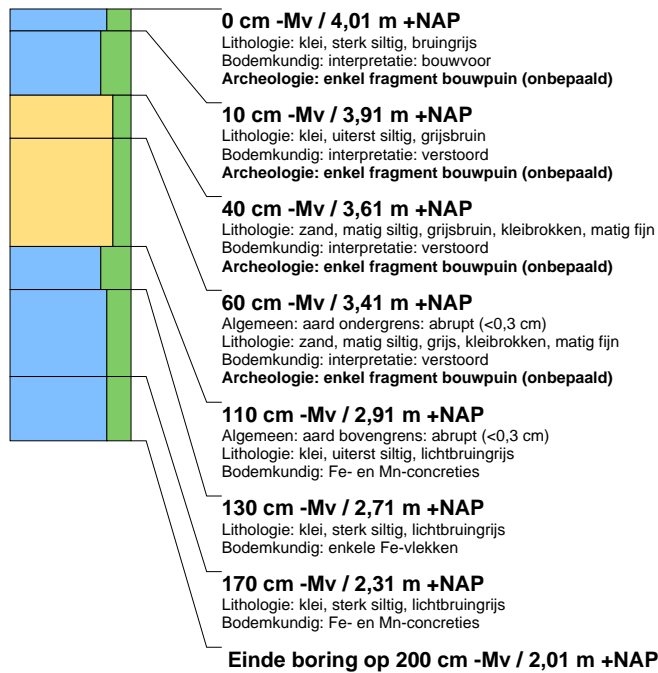 0 cm -Mv / 4,01 m +NAP
Lithologie: klei, sterk siltig, bruingrijs
Bodemkundig: interpretatie: bouwvoor
Archeologie: enkel fragment bouwpuin (onbepaald)
10 cm -Mv / 3,91 m +NAP
Lithologie: klei, uiterst siltig, grijsbruin
Bodemkundig: interpretatie: verstoord
Archeologie: enkel fragment bouwpuin (onbepaald)
40 cm -Mv / 3,61 m +NAP
Lithologie: zand, matig siltig, grijsbruin, kleibrokken, matig fijn
Bodemkundig: interpretatie: verstoord
Archeologie: enkel fragment bouwpuin (onbepaald)
60 cm -Mv / 3,41 m +NAP
Algemeen: aard ondergrens: abrupt (<0,3 cm)
Lithologie: zand, matig siltig, grijs, kleibrokken, matig fijn
Bodemkundig: interpretatie: verstoord
Archeologie: enkel fragment bouwpuin (onbepaald)
110 cm -Mv / 2,91 m +NAP
Algemeen: aard bovengrens: abrupt (<0,3 cm)
Lithologie: klei, uiterst siltig, lichtbruingrijs
Bodemkundig: Fe- en Mn-concreties
130 cm -Mv / 2,71 m +NAP
Lithologie: klei, sterk siltig, lichtbruingrijs
Bodemkundig: enkele Fe-vlekken
170 cm -Mv / 2,31 m +NAP
Lithologie: klei, sterk siltig, lichtbruingrijs
Bodemkundig: Fe- en Mn-concreties
Einde boring op 200 cm -Mv / 2,01 m +NAP